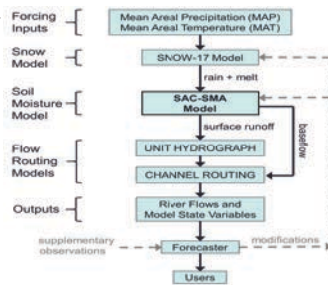 Forcing
Inputs
Mean Areal Precipitation (MAP)
Mean Areal Temperature (MAT)
Snow
Model
SNOW-17 Model
rain + melt
Soil
Moisture
Model
SAC-SMA
Model
surface runoff
baseflow
Flow
Routing
Models
UNIT HYDROGRAPH
CHANNEL ROUTING
Outputs
River Flows and
Model State Variables
supplementary
observations
Forecaster
modifications
Users